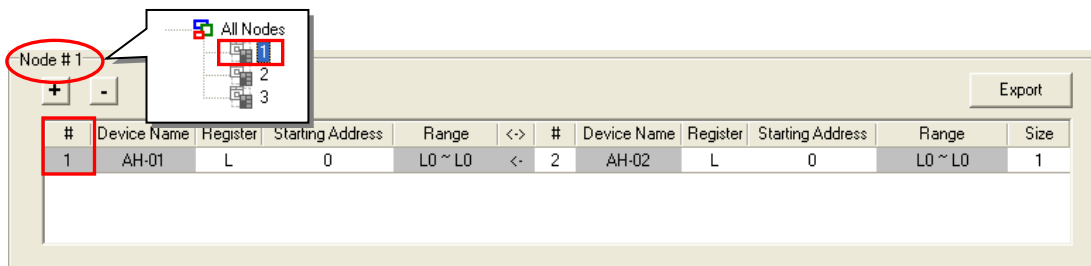 All Nodes
1
2
3
Node # 1
+ - Export
# Device Name Register Starting Address Range <-> # Device Name Register Starting Address Range Size
1 AH-01 L 0 L0 ~ L0 <- 2 AH-02 L 0 L0 ~ L0 1